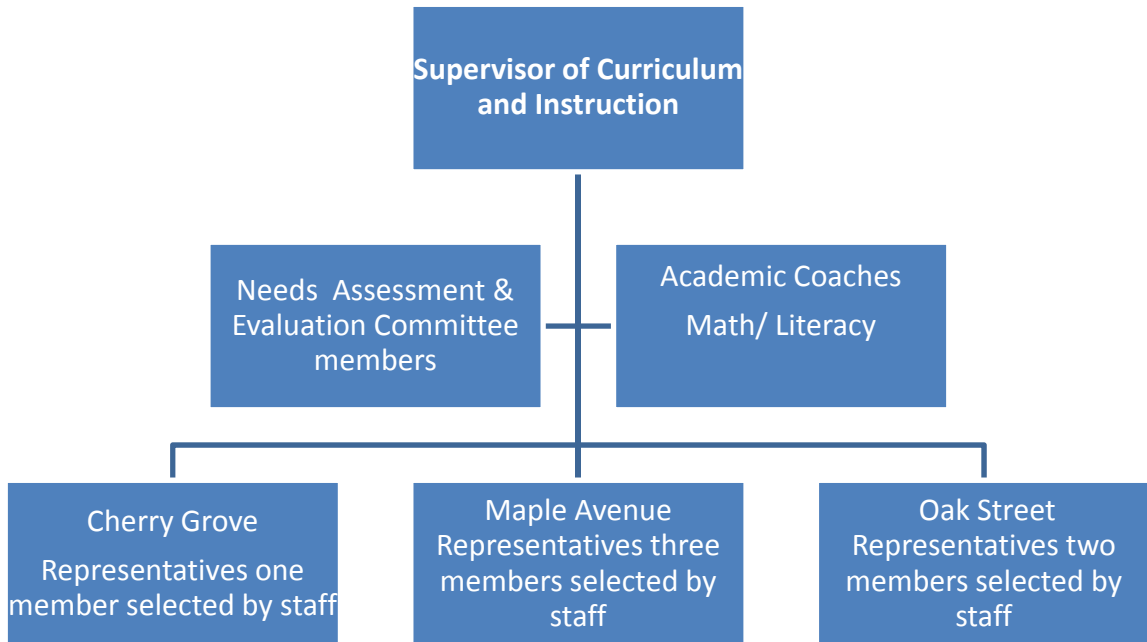 Supervisor of Curriculum
and Instruction
Needs  Assessment &
Evaluation Committee
members
Academic Coaches
Math/ Literacy
Cherry Grove
Representatives one
member selected by staff
Maple Avenue
Representatives three
members selected by
staff
Oak Street
Representatives two
members selected by
staff